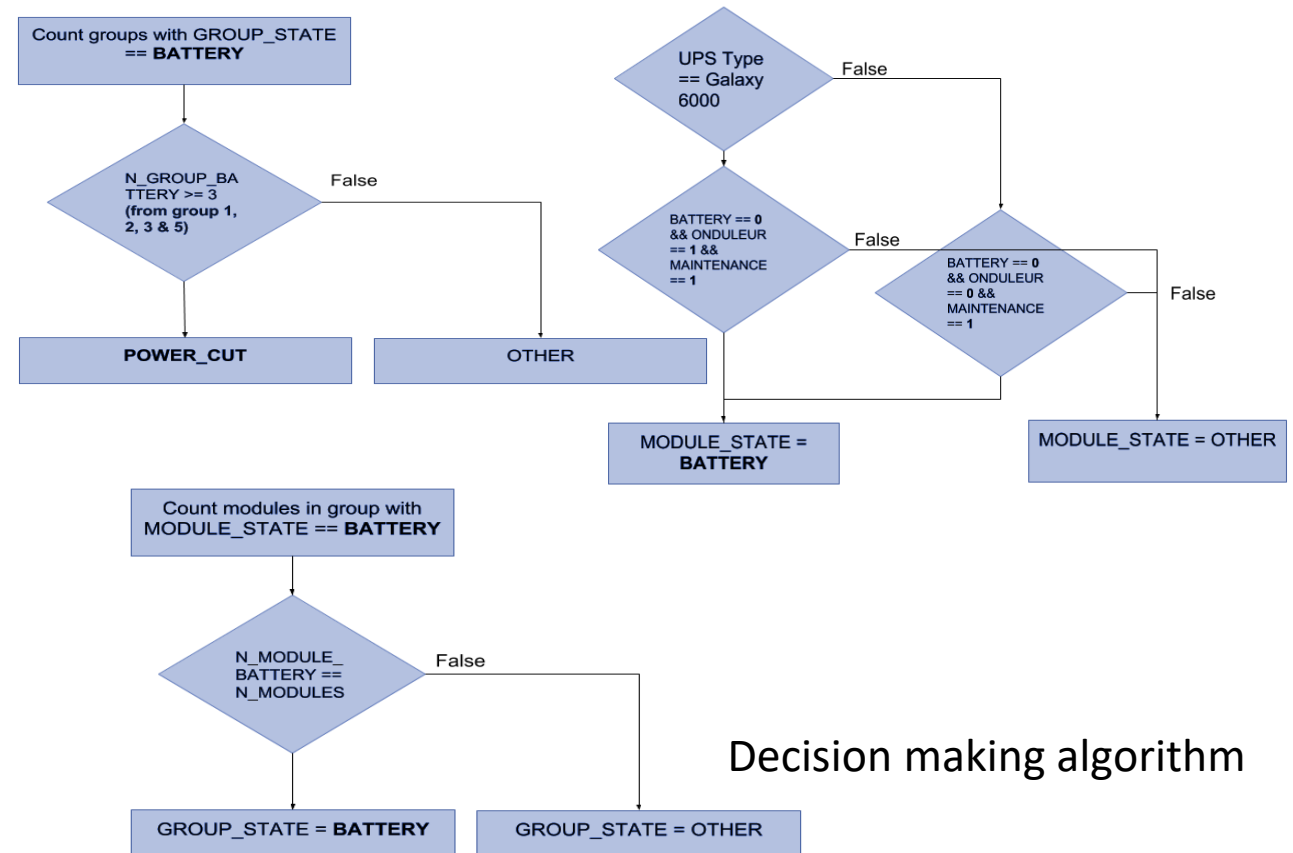 Count groups with GROUP_STATE
== BATTERY
N_GROUP_BA
TTERY >= 3
(from group 1,
2, 3 & 5)
False
POWER_CUT
OTHER
UPS Type
== Galaxy
6000
False
BATTERY == 0
&& ONDULEUR
== 1 &&
MAINTENANCE
== 1
False
BATTERY == 0
&& ONDULEUR
== 0 &&
MAINTENANCE
== 1
False
MODULE_STATE =
BATTERY
MODULE_STATE = OTHER
Count modules in group with
MODULE_STATE == BATTERY
N_MODULE_
BATTERY ==
N_MODULES
False
GROUP_STATE = BATTERY
GROUP_STATE = OTHER
Decision making algorithm